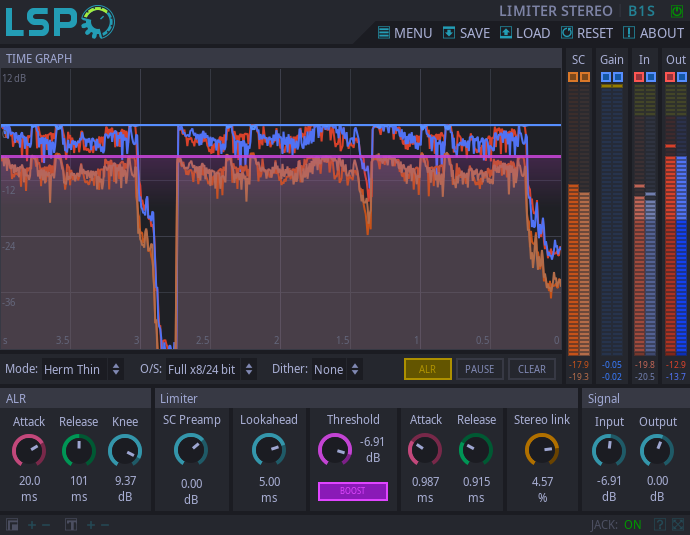 LSP
LIMITER STEREO B1S
MENU SAVE LOAD RESET ABOUT
TIME GRAPH
SC Gain In Out
12 dB
-12
-24
-36
s 3.5 3 2.5 2 1.5 1 0.5 0
-17.9 -0.05 -19.8 -12.9
-19.3 -0.02 -20.5 -13.7
Mode: Herm Thin O/S: Full x8/24 bit Dither: None ALR PAUSE CLEAR
ALR Limiter Signal
Attack Release Knee SC Preamp Lookahead Threshold Attack Release Stereo link Input Output
-6.91
dB
20.0 101 9.37 0.00 5.00 BOOST 0.987 0.915 4.57 -6.91 0.00
ms ms dB dB ms ms ms % dB dB
JACK: ON ?